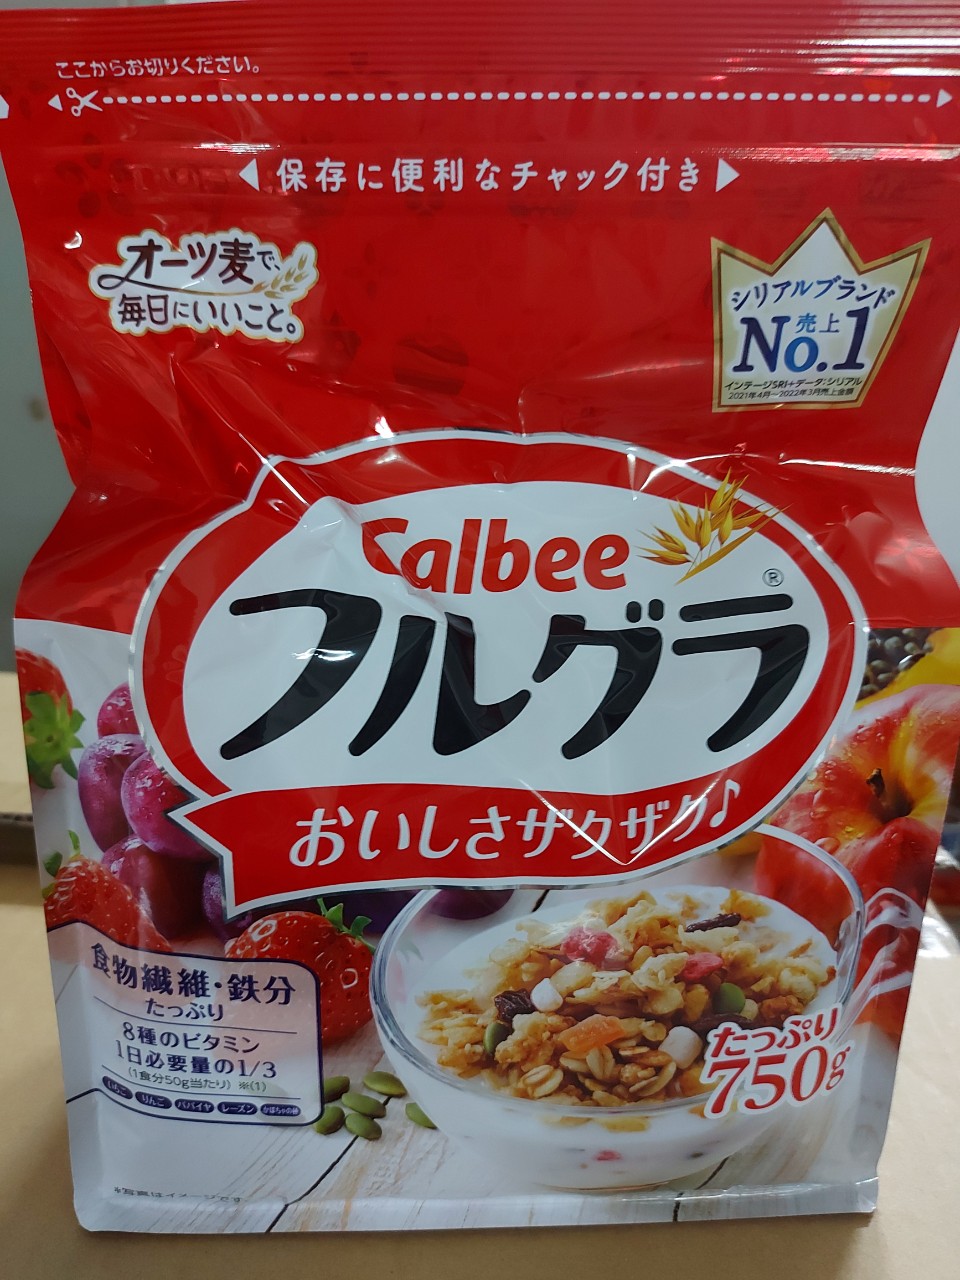 ここからお切りください。
保存に便利なチャック付き
オーツ麦で、
毎日にいいこと。
シリアルブランド
売上
No.1
インテージSRI+データ:シリアル
2021年4月～2022年3月売上金額
Calbee
®
フルグラ
おいしさザクザク♪
食物繊維・鉄分
たっぷり
8種のビタミン
1日必要量の1/3
(1食分50g当たり) ※(1)
いちご りんご パパイヤ レーズン かぼちゃの種
たっぷり
750g
*写真はイメージです